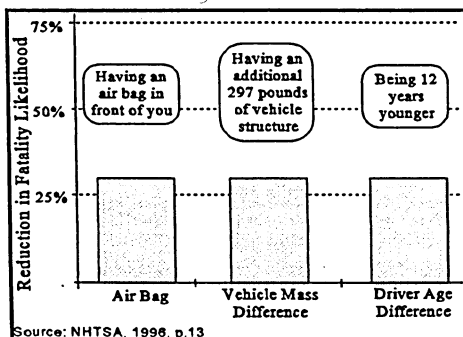 75%
Having an
air bag in
front of you
Having an
additional
297 pounds
of vehicle
structure
Being 12
years
younger
50%
25%
Reduction in Fatality Likelihood
Air Bag
Vehicle Mass
Difference
Driver Age
Difference
Source: NHTSA, 1996, p.13